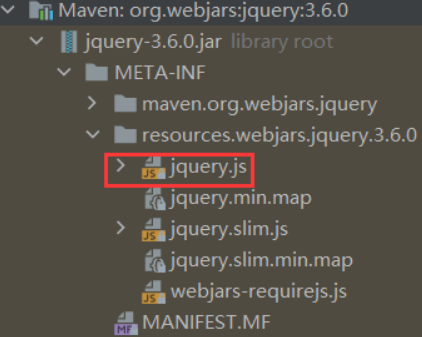 Maven: org.webjars:jquery:3.6.0
jquery-3.6.0.jar library root
META-INF
maven.org.webjars.jquery
resources.webjars.jquery.3.6.0
JS jquery.js
jquery.min.map
JS jquery.slim.js
jquery.slim.min.map
JS webjars-requirejs.js
MF MANIFEST.MF